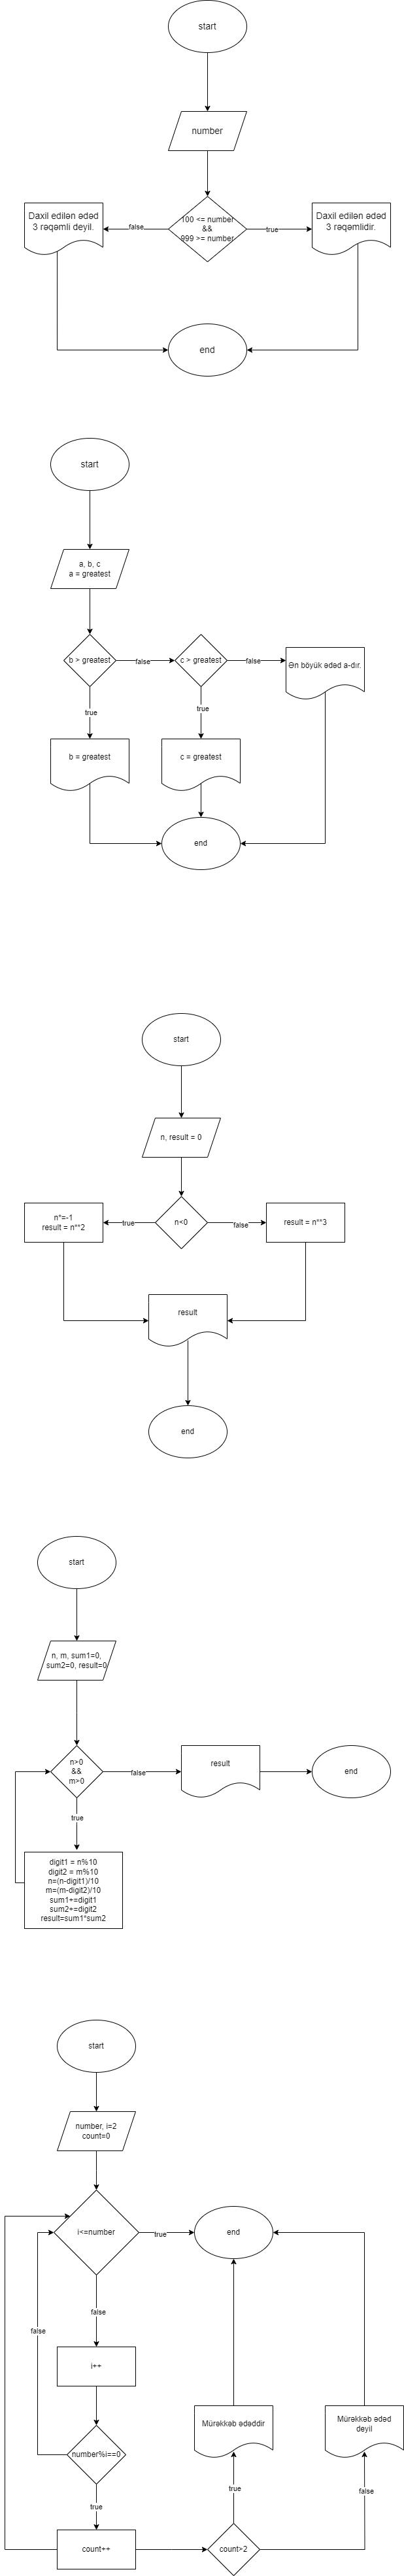 start
number
100 <= number
&&
999 >= number
false
true
Daxil edilən ədəd
3 rəqəmli deyil.
Daxil edilən ədəd
3 rəqəmlidir.
end
start
a, b, c
a = greatest
b > greatest
false
c > greatest
false
Ən böyük ədəd a-dır.
true
true
b = greatest
c = greatest
end
start
n, result = 0
n*=-1
result = n**2
true
n<0
false
result = n**3
result
end
start
n, m, sum1=0,
sum2=0, result=0
n>0
&&
m>0
false
result
end
true
digit1 = n%10
digit2 = m%10
n=(n-digit1)/10
m=(m-digit2)/10
sum1+=digit1
sum2+=digit2
result=sum1*sum2
start
number, i=2
count=0
i<=number
true
end
false
false
i++
number%i==0
Mürəkkəb ədəddir
Mürəkkəb ədəd
deyil
true
true
false
count++
count>2